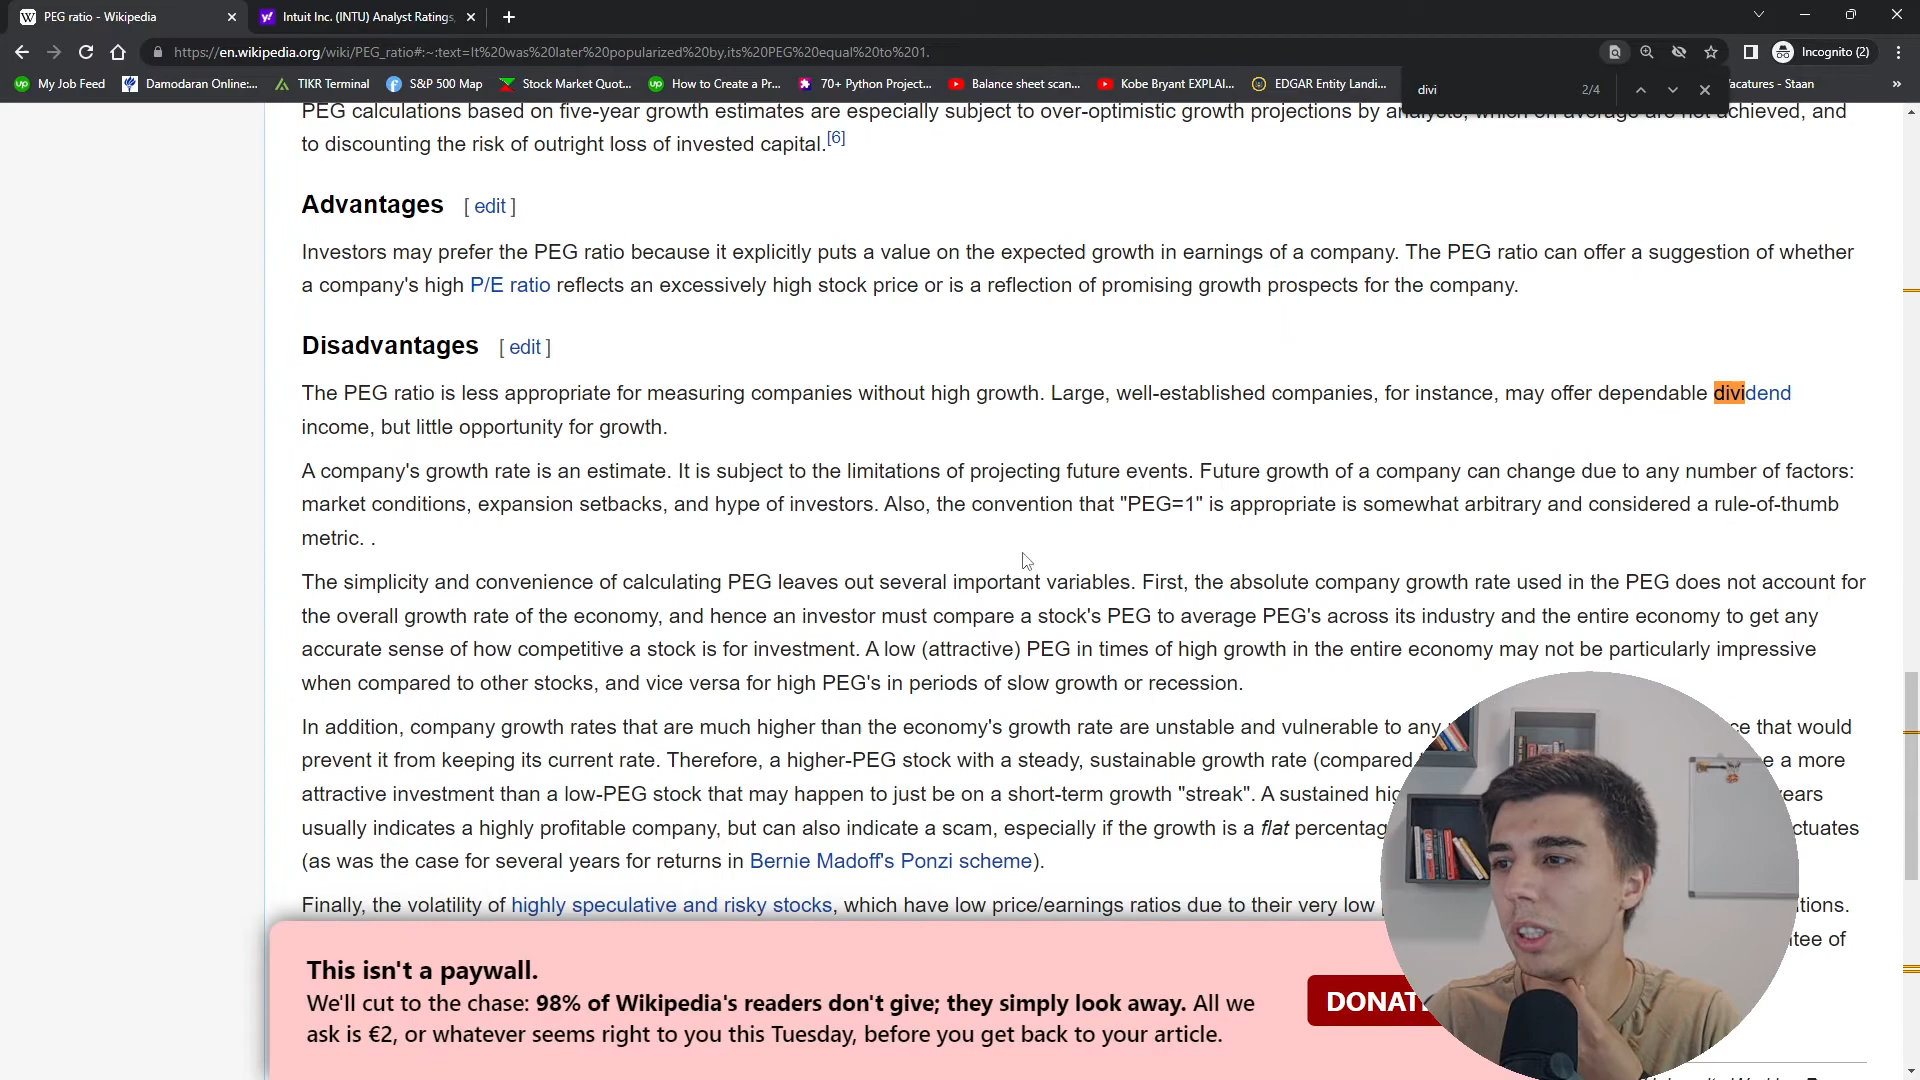 PEG ratio - Wikipedia
Intuit Inc. (INTU) Analyst Ratings,
https://en.wikipedia.org/wiki/PEG_ratio#:~:text=It%20was%20later%20popularized%20by,its%20PEG%20equal%20to%201.
Incognito (2)
My Job Feed
Damodaran Online:...
TIKR Terminal
S&P 500 Map
Stock Market Quot...
How to Create a Pr...
70+ Python Project...
Balance sheet scan...
Kobe Bryant EXPLAI...
EDGAR Entity Landi...
divi
2/4
acatures - Staan
PEG calculations based on five-year growth estimates are especially subject to over-optimistic growth projections by analysts, which on average are not achieved, and
to discounting the risk of outright loss of invested capital.[6]
Advantages [ edit ]
Investors may prefer the PEG ratio because it explicitly puts a value on the expected growth in earnings of a company. The PEG ratio can offer a suggestion of whether
a company's high P/E ratio reflects an excessively high stock price or is a reflection of promising growth prospects for the company.
Disadvantages [ edit ]
The PEG ratio is less appropriate for measuring companies without high growth. Large, well-established companies, for instance, may offer dependable dividend
income, but little opportunity for growth.
A company's growth rate is an estimate. It is subject to the limitations of projecting future events. Future growth of a company can change due to any number of factors:
market conditions, expansion setbacks, and hype of investors. Also, the convention that "PEG=1" is appropriate is somewhat arbitrary and considered a rule-of-thumb
metric. .
The simplicity and convenience of calculating PEG leaves out several important variables. First, the absolute company growth rate used in the PEG does not account for
the overall growth rate of the economy, and hence an investor must compare a stock's PEG to average PEG's across its industry and the entire economy to get any
accurate sense of how competitive a stock is for investment. A low (attractive) PEG in times of high growth in the entire economy may not be particularly impressive
when compared to other stocks, and vice versa for high PEG's in periods of slow growth or recession.
In addition, company growth rates that are much higher than the economy's growth rate are unstable and vulnerable to any ce that would
prevent it from keeping its current rate. Therefore, a higher-PEG stock with a steady, sustainable growth rate (compared e a more
attractive investment than a low-PEG stock that may happen to just be on a short-term growth "streak". A sustained hig years
usually indicates a highly profitable company, but can also indicate a scam, especially if the growth is a flat percentag ctuates
(as was the case for several years for returns in Bernie Madoff's Ponzi scheme).
Finally, the volatility of highly speculative and risky stocks, which have low price/earnings ratios due to their very low tions.
tee of
This isn't a paywall.
We'll cut to the chase: 98% of Wikipedia's readers don't give; they simply look away. All we
ask is €2, or whatever seems right to you this Tuesday, before you get back to your article.
DONAT